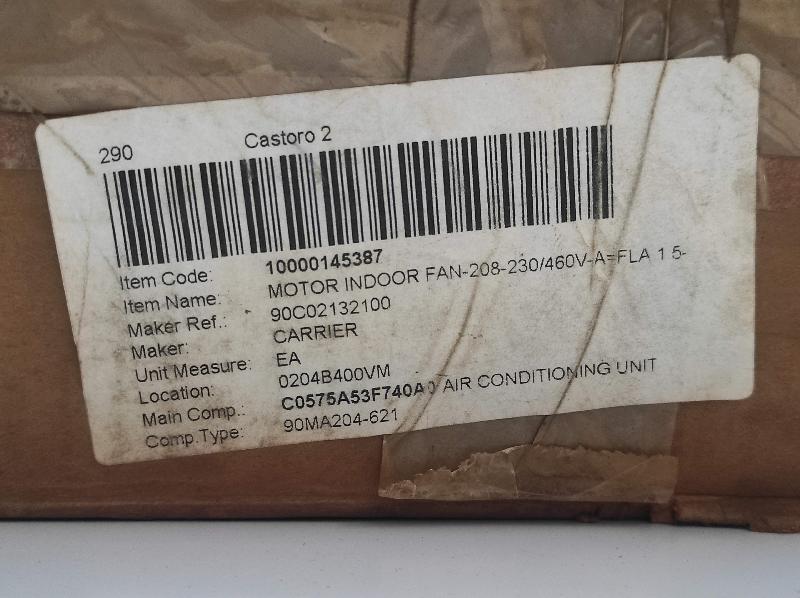 290 Castoro 2
Item Code: 10000145387
Item Name: MOTOR INDOOR FAN-208-230/460V-A=FLA 1 5-
Maker Ref.: 90C02132100
Maker: CARRIER
Unit Measure: EA
Location: 0204B400VM
Main Comp.: C0575A53F740A0 AIR CONDITIONING UNIT
Comp.Type: 90MA204-621